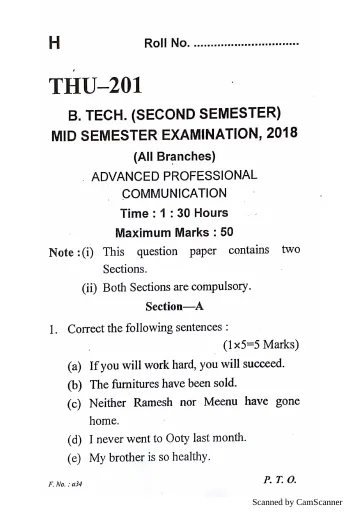 H Roll No. ..............................
THU–201
B. TECH. (SECOND SEMESTER)
MID SEMESTER EXAMINATION, 2018
(All Branches)
ADVANCED PROFESSIONAL
COMMUNICATION
Time : 1 : 30 Hours
Maximum Marks : 50
Note : (i) This question paper contains two
Sections.
(ii) Both Sections are compulsory.
Section—A
1. Correct the following sentences :
(1×5=5 Marks)
(a) If you will work hard, you will succeed.
(b) The furnitures have been sold.
(c) Neither Ramesh nor Meenu have gone
home.
(d) I never went to Ooty last month.
(e) My brother is so healthy.
F. No. : a34 P. T. O.
Scanned by CamScanner